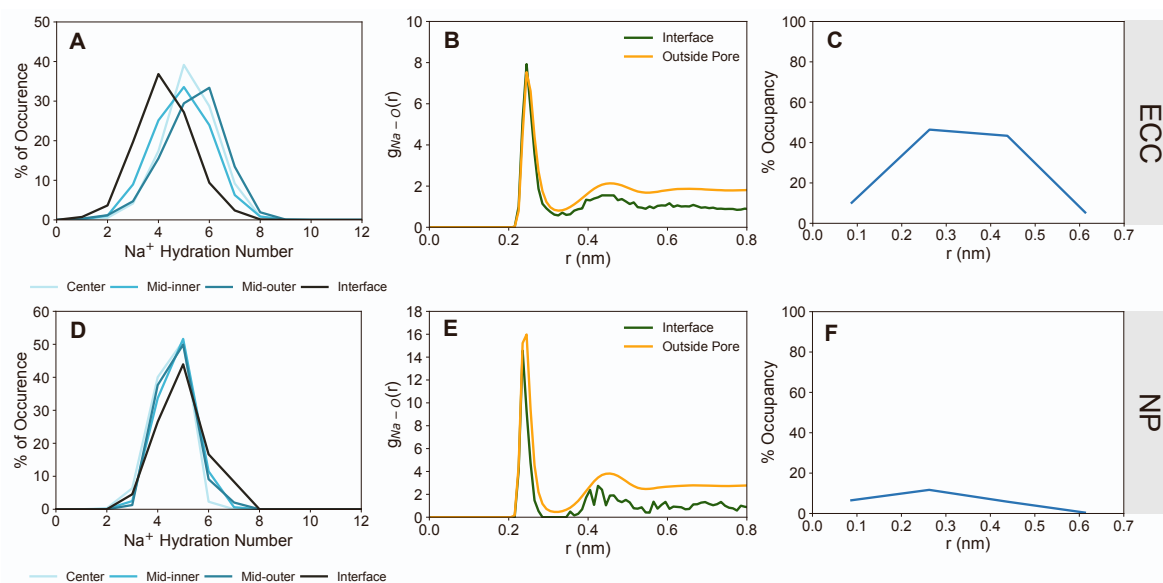 A
% of Occurence
50
40
30
20
10
0
0 2 4 6 8 10 12
Na+ Hydration Number
Center Mid-inner Mid-outer Interface
B
gNa−O(r)
10
8
6
4
2
0
Interface
Outside Pore
0.0 0.2 0.4 0.6 0.8
r (nm)
C
% Occupancy
100
80
60
40
20
0
0.0 0.1 0.2 0.3 0.4 0.5 0.6 0.7
r (nm)
ECC
D
% of Occurence
60
50
40
30
20
10
0
0 2 4 6 8 10 12
Na+ Hydration Number
Center Mid-inner Mid-outer Interface
E
gNa−O(r)
18
16
14
12
10
8
6
4
2
0
Interface
Outside Pore
0.0 0.2 0.4 0.6 0.8
r (nm)
F
% Occupancy
100
80
60
40
20
0
0.0 0.1 0.2 0.3 0.4 0.5 0.6 0.7
r (nm)
NP